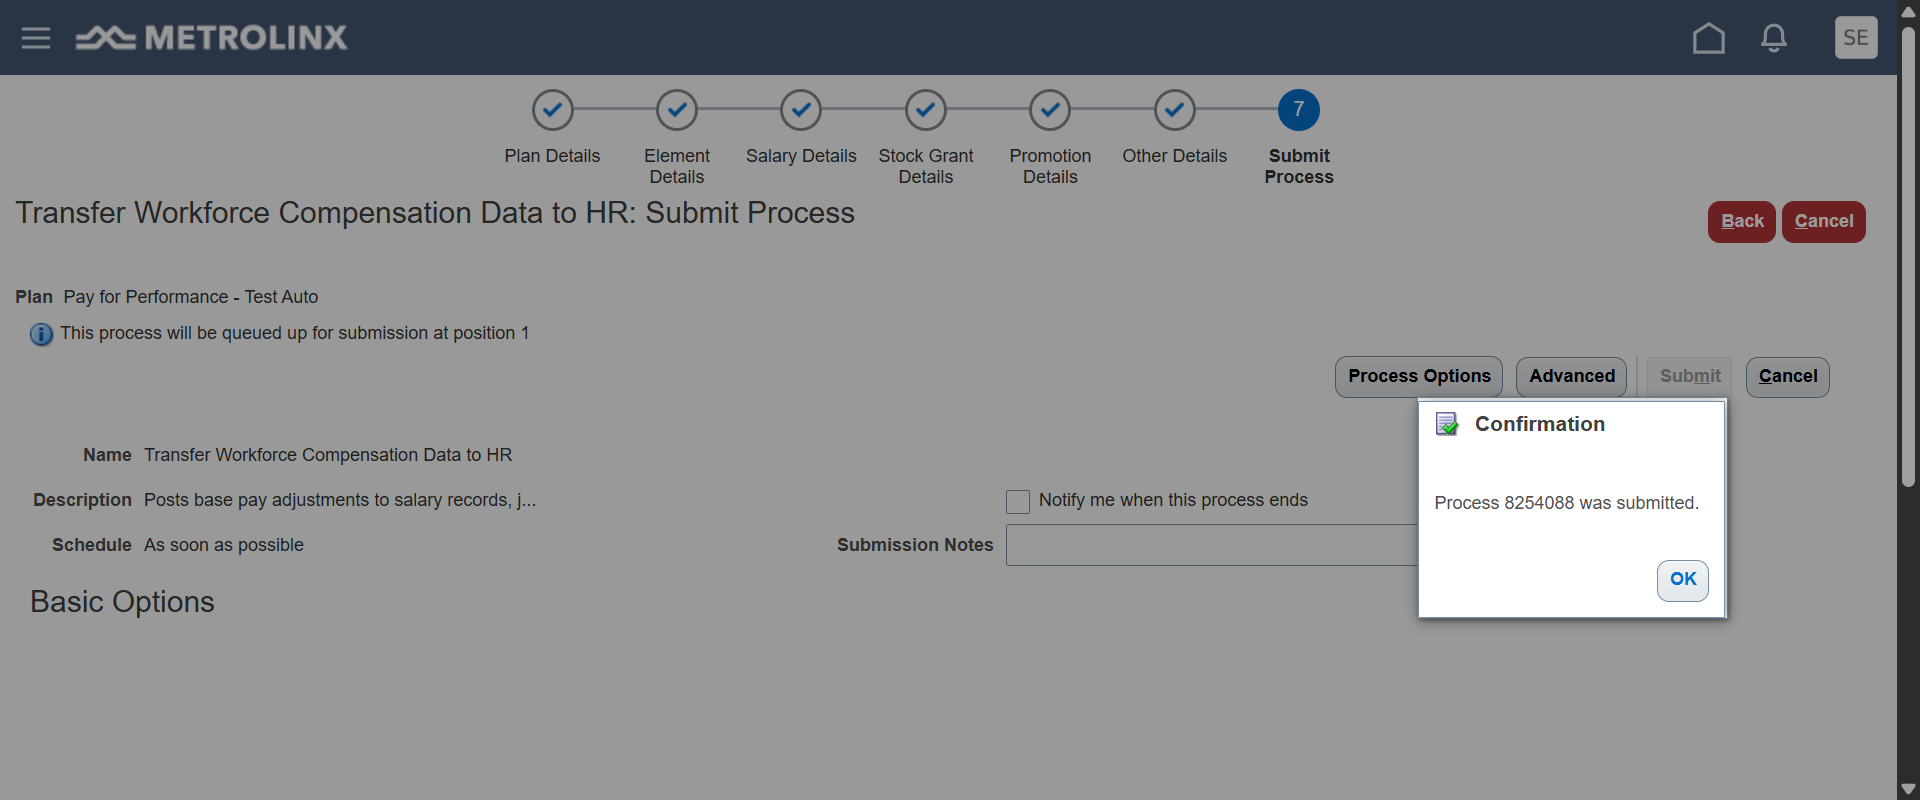 METROLINX
SE
7
Plan Details
Element Details
Salary Details
Stock Grant Details
Promotion Details
Other Details
Submit Process
Transfer Workforce Compensation Data to HR: Submit Process
Back
Cancel
Plan Pay for Performance - Test Auto
This process will be queued up for submission at position 1
Process Options
Advanced
Submit
Cancel
Confirmation
Process 8254088 was submitted.
OK
Name Transfer Workforce Compensation Data to HR
Description Posts base pay adjustments to salary records, j...
Notify me when this process ends
Schedule As soon as possible
Submission Notes
Basic Options